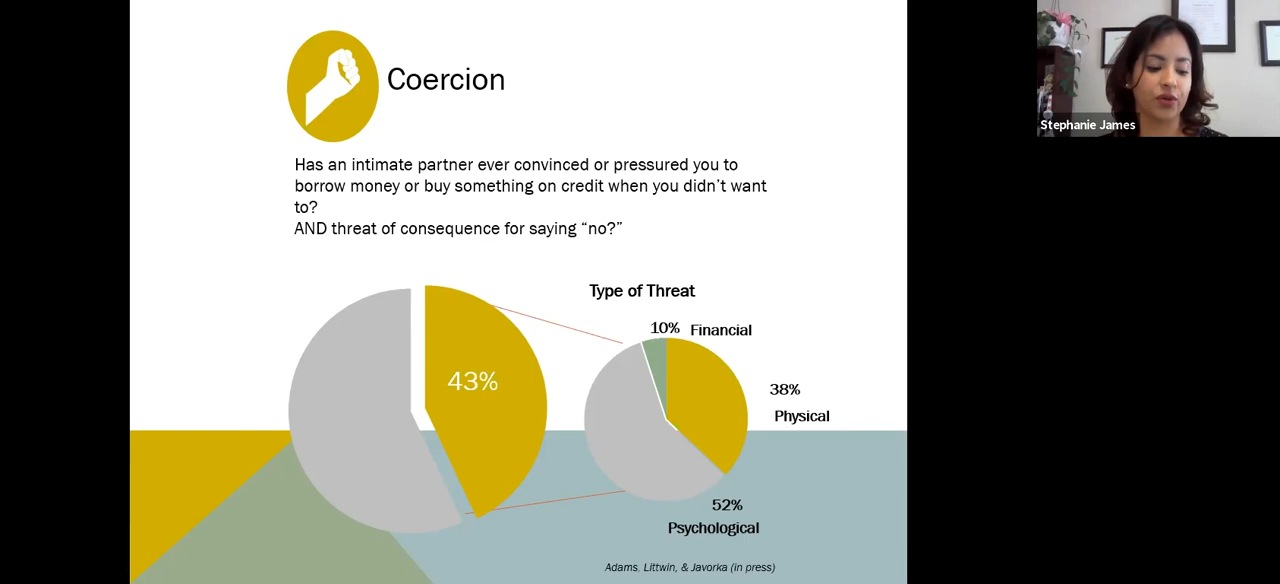 Coercion
Stephanie James
Has an intimate partner ever convinced or pressured you to
borrow money or buy something on credit when you didn't want
to?
AND threat of consequence for saying “no?”
Type of Threat
10% Financial
43%
38%
Physical
52%
Psychological
Adams, Littwin, & Javorka (in press)